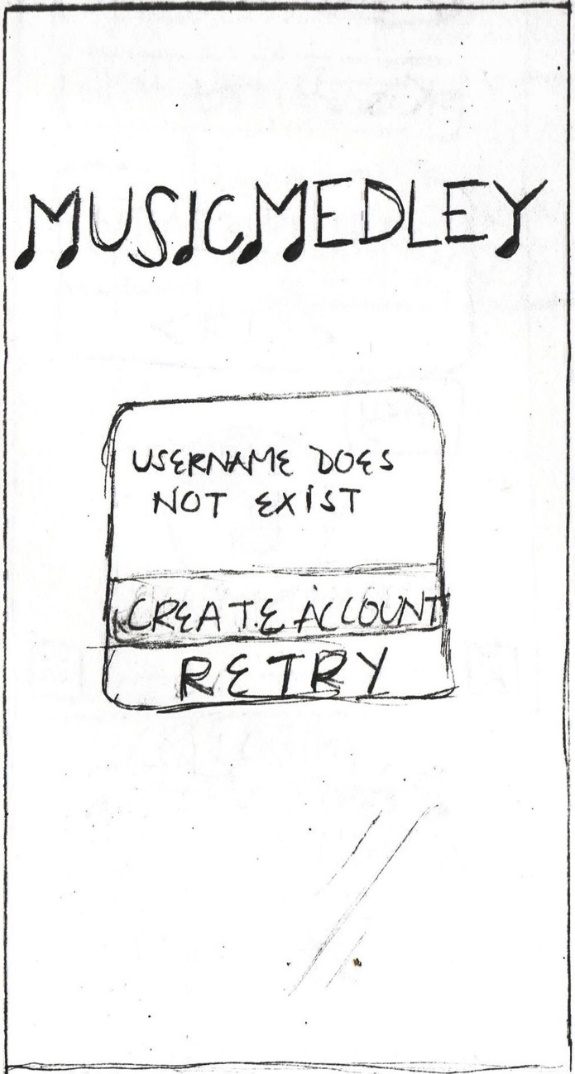 MUSICMEDLEY
USERNAME DOES
NOT EXIST
CREATE ACCOUNT
RETRY